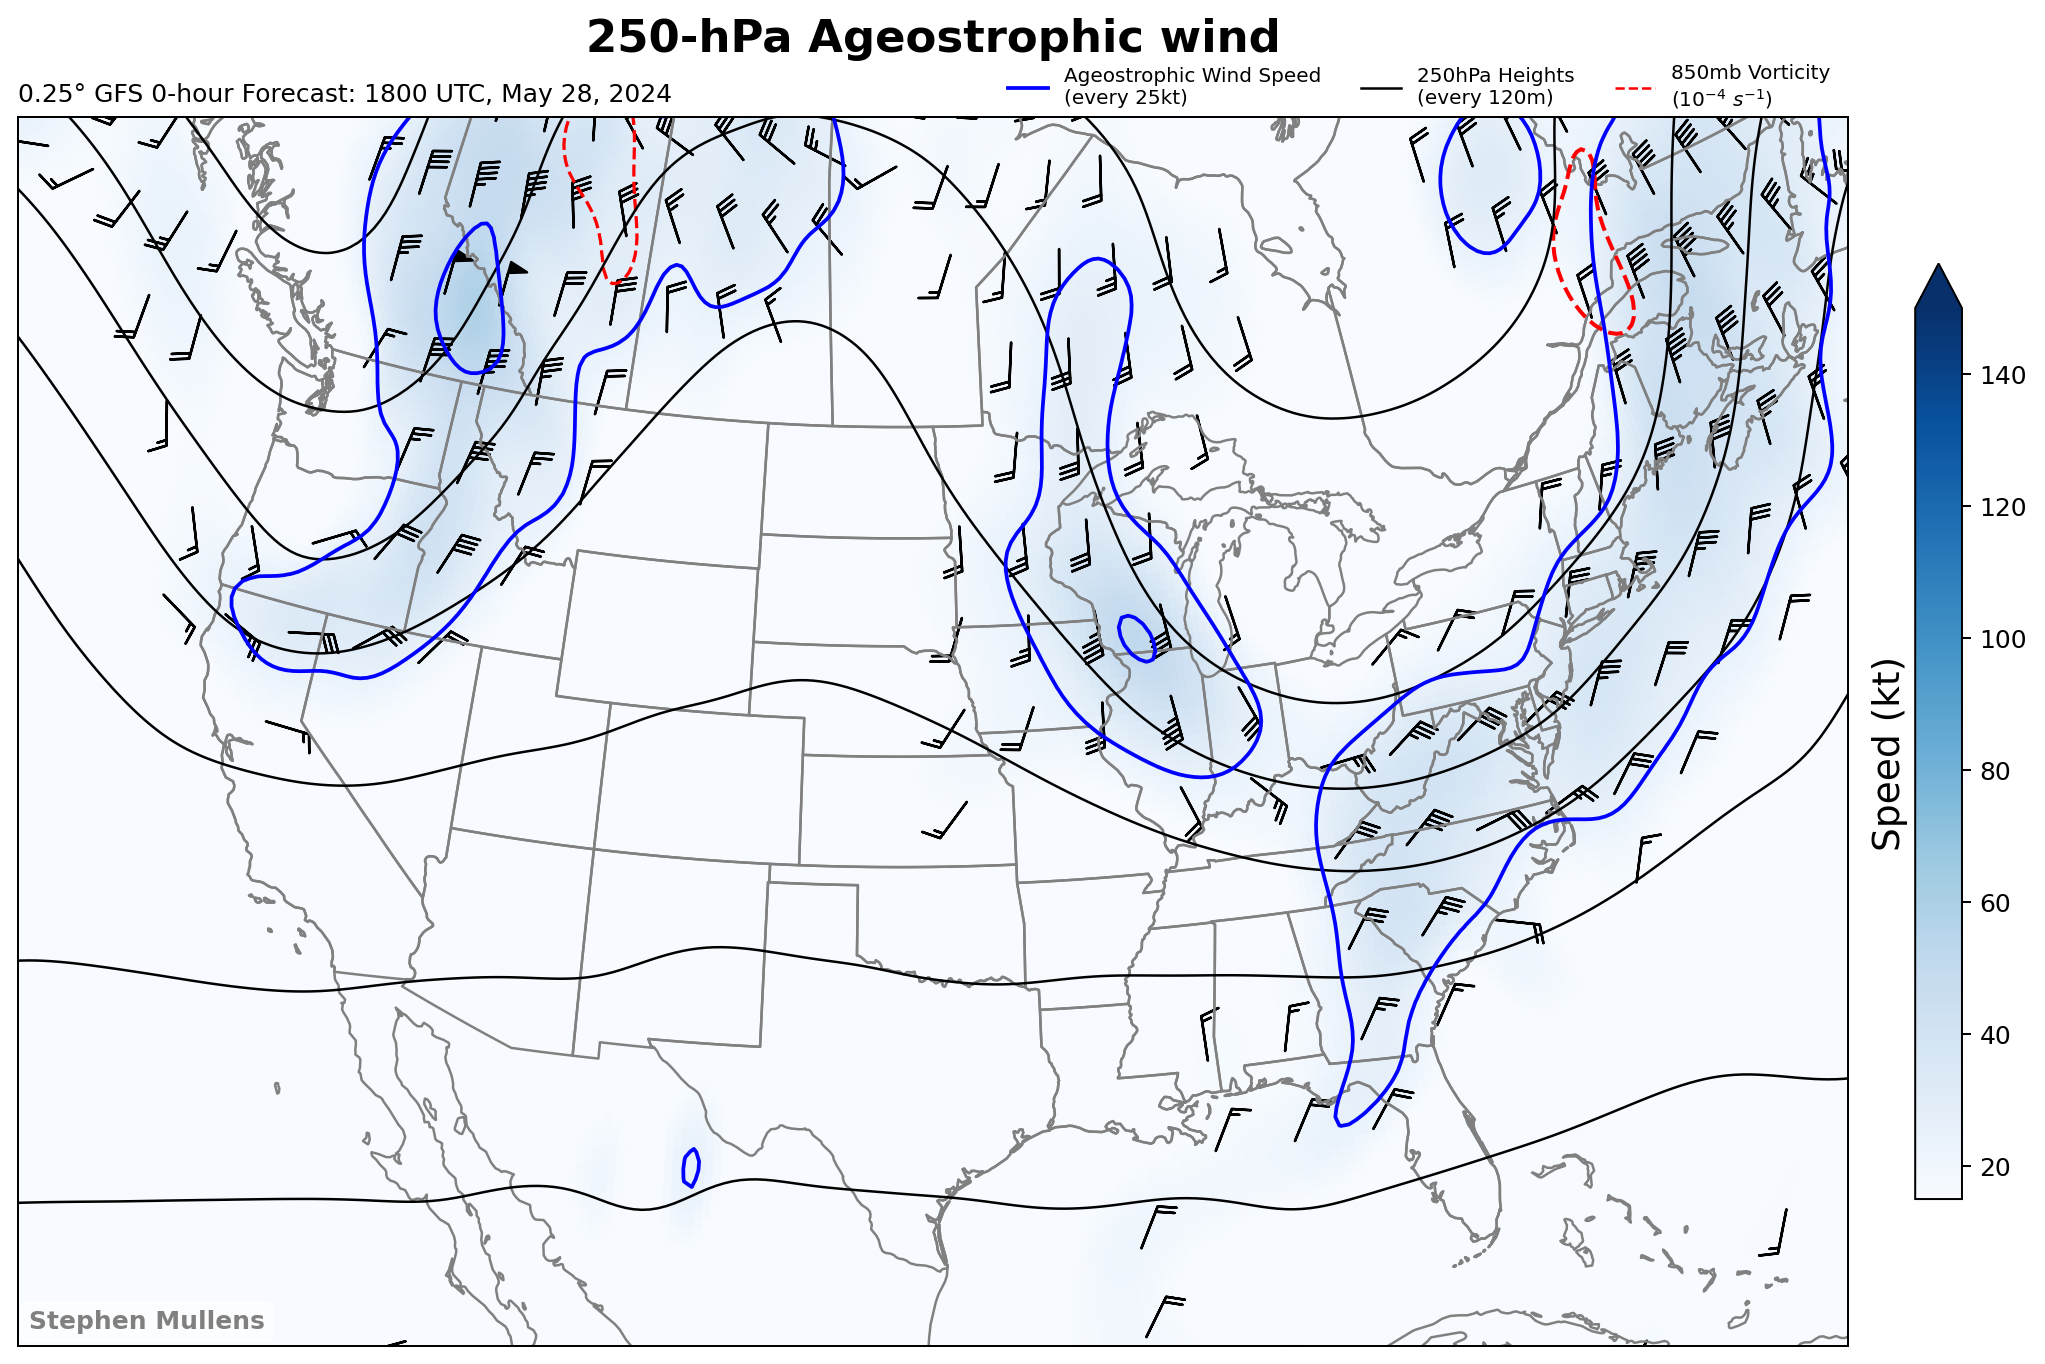 250-hPa Ageostrophic wind
0.25° GFS 0-hour Forecast: 1800 UTC, May 28, 2024
Ageostrophic Wind Speed
(every 25kt)
250hPa Heights
(every 120m)
850mb Vorticity
(10⁻⁴ s⁻¹)
140
120
100
80
60
40
20
Speed (kt)
Stephen Mullens